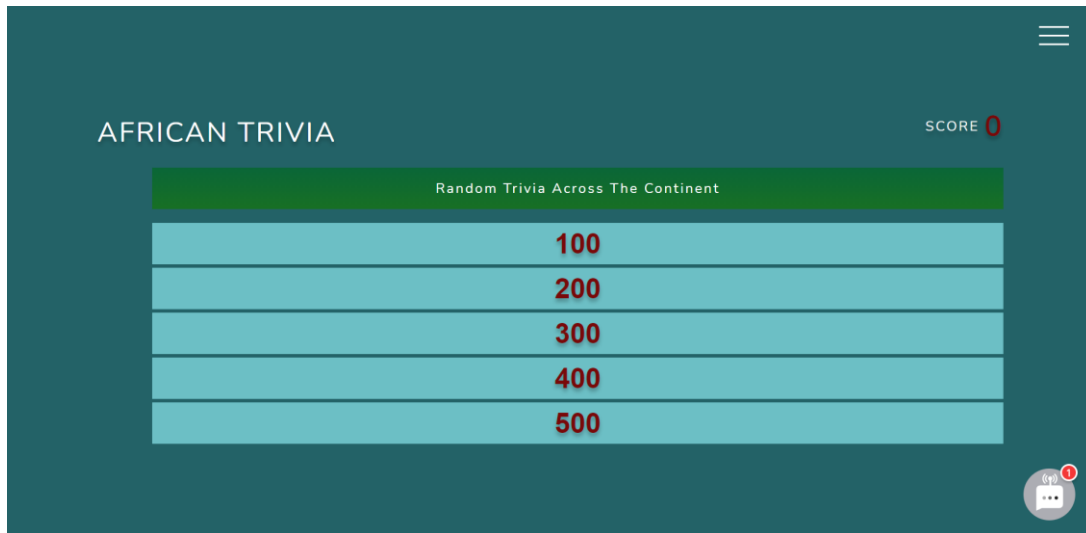 AFRICAN TRIVIA
SCORE 0
Random Trivia Across The Continent
100
200
300
400
500
1